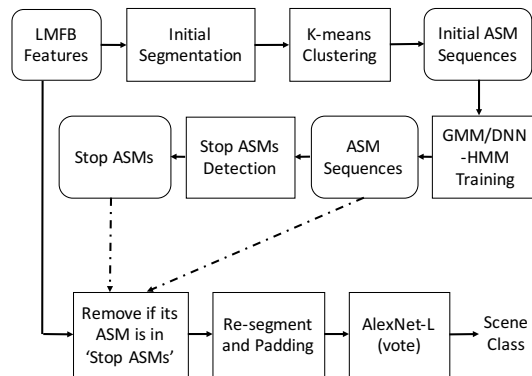 LMFB
Features
Initial
Segmentation
K-means
Clustering
Initial ASM
Sequences
Stop ASMs
Stop ASMs
Detection
ASM
Sequences
GMM/DNN
-HMM
Training
Remove if its
ASM is in
‘Stop ASMs’
Re-segment
and Padding
AlexNet-L
(vote)
Scene
Class